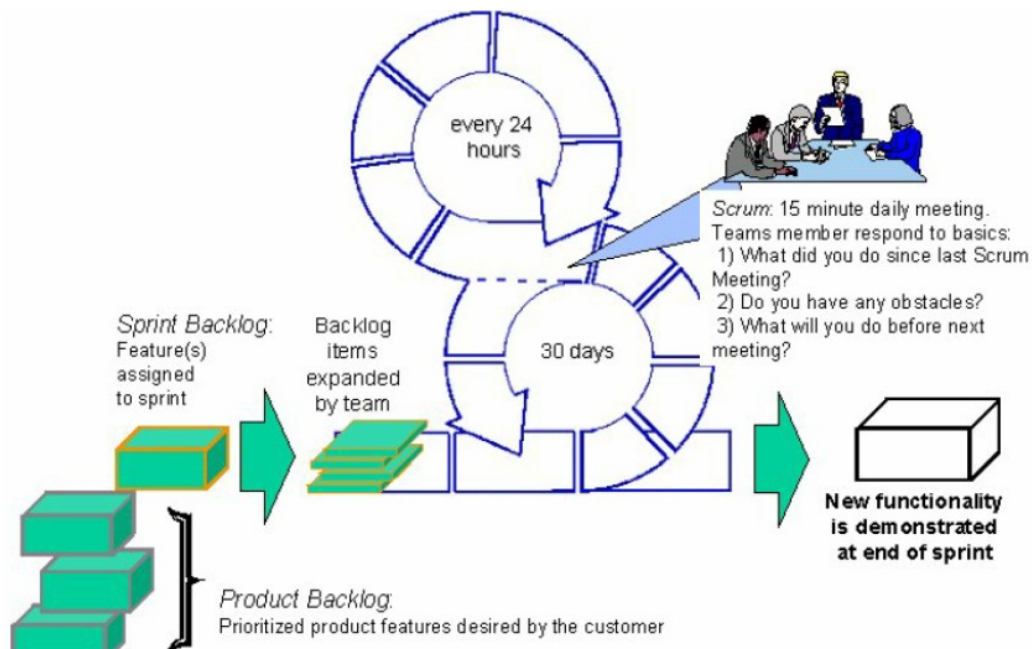 every 24
hours
Scrum: 15 minute daily meeting.
Teams member respond to basics:
1) What did you do since last Scrum
Meeting?
2) Do you have any obstacles?
3) What will you do before next
meeting?
Sprint Backlog:
Feature(s)
assigned
to sprint
Backlog
items
expanded
by team
30 days
New functionality
is demonstrated
at end of sprint
Product Backlog:
Prioritized product features desired by the customer